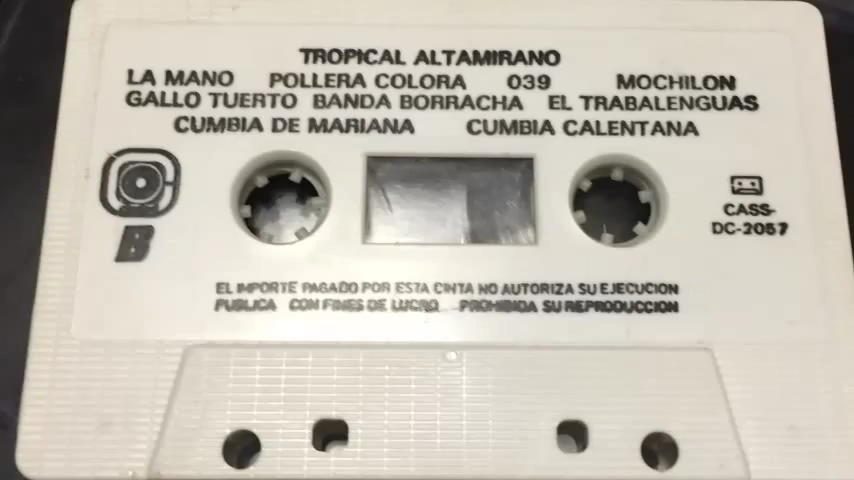 TROPICAL ALTAMIRANO
LA MANO POLLERA COLORA 039 MOCHILON
GALLO TUERTO BANDA BORRACHA EL TRABALENGUAS
CUMBIA DE MARIANA CUMBIA CALENTANA
B
CASS-
DC-2057
EL IMPORTE PAGADO POR ESTA CINTA NO AUTORIZA SU EJECUCION
PUBLICA CON FINES DE LUCRO PROHIBIDA SU REPRODUCCION